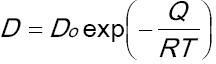 D = Do exp(-Q/RT)